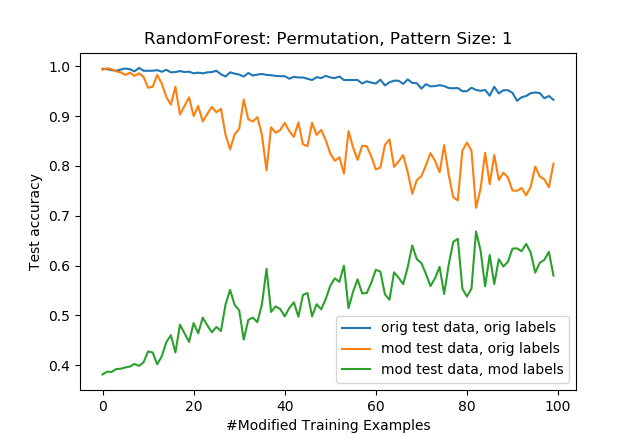 RandomForest: Permutation, Pattern Size: 1
Test accuracy
1.0
0.9
0.8
0.7
0.6
0.5
0.4
orig test data, orig labels
mod test data, orig labels
mod test data, mod labels
0 20 40 60 80 100
#Modified Training Examples